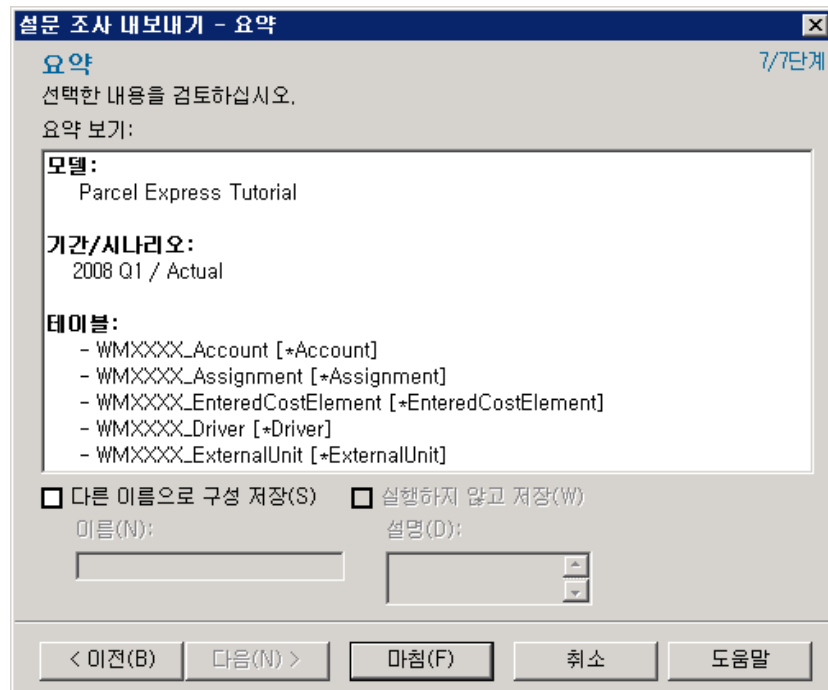 설문 조사 내보내기 - 요약
요약
7/7단계
선택한 내용을 검토하십시오.
요약 보기:
모델:
Parcel Express Tutorial
기간/시나리오:
2008 Q1 / Actual
테이블:
- WMXXXX_Account [*Account]
- WMXXXX_Assignment [*Assignment]
- WMXXXX_EnteredCostElement [*EnteredCostElement]
- WMXXXX_Driver [*Driver]
- WMXXXX_ExternalUnit [*ExternalUnit]
다른 이름으로 구성 저장(S) 실행하지 않고 저장(W)
이름(N): 설명(D):
< 이전(B) 다음(N) > 마침(F) 취소 도움말